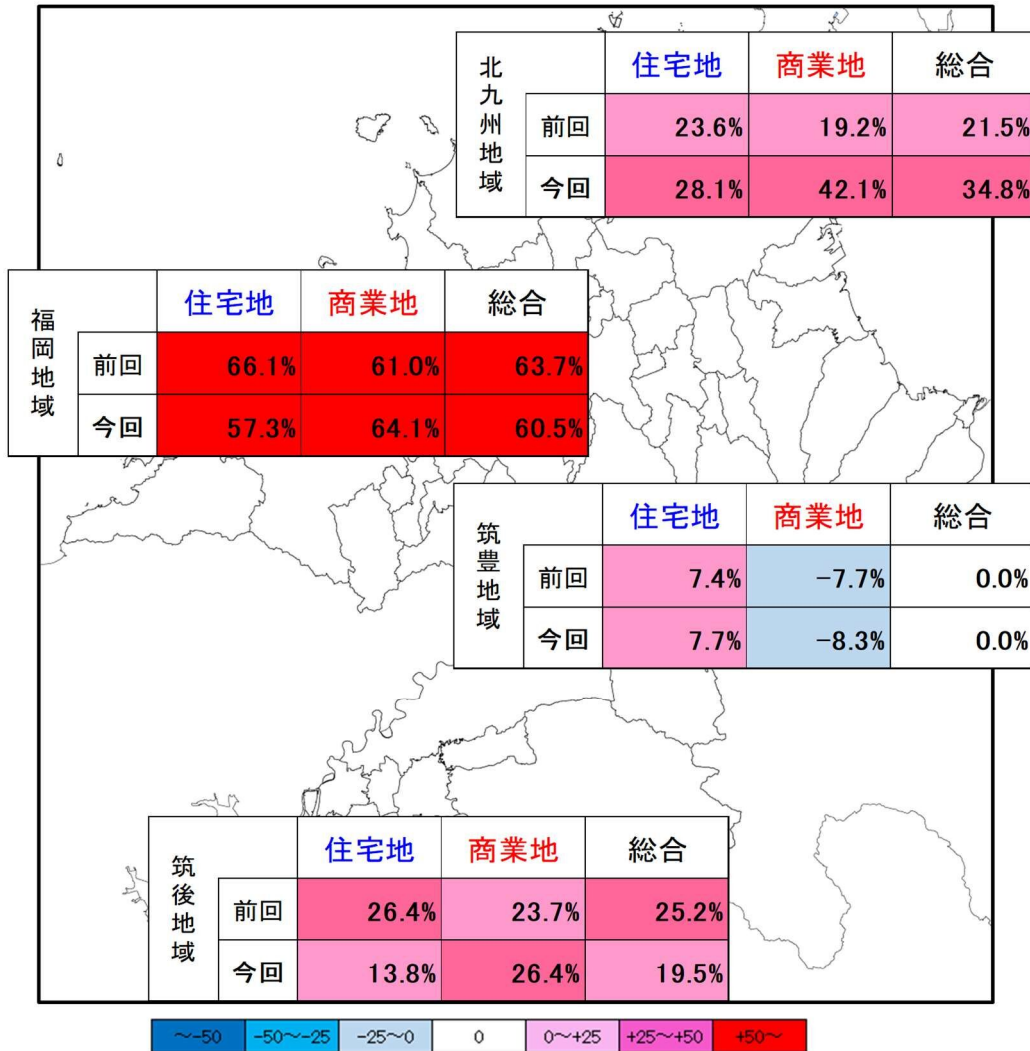 北九州地域
住宅地 商業地 総合
前回 23.6% 19.2% 21.5%
今回 28.1% 42.1% 34.8%
福岡地域
住宅地 商業地 総合
前回 66.1% 61.0% 63.7%
今回 57.3% 64.1% 60.5%
筑豊地域
住宅地 商業地 総合
前回 7.4% -7.7% 0.0%
今回 7.7% -8.3% 0.0%
筑後地域
住宅地 商業地 総合
前回 26.4% 23.7% 25.2%
今回 13.8% 26.4% 19.5%
～-50 -50～-25 -25～0 0 0～+25 +25～+50 +50～